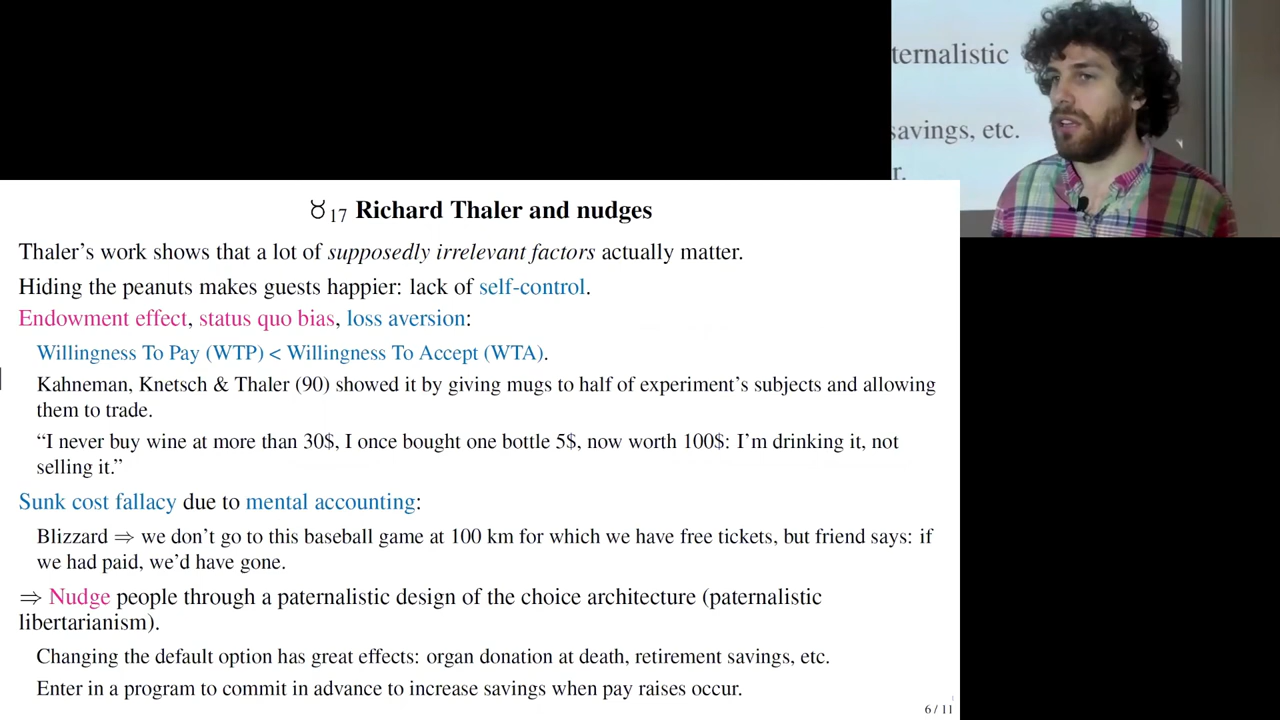 ternalistic
savings, etc.
r.
♉17 Richard Thaler and nudges
Thaler's work shows that a lot of supposedly irrelevant factors actually matter.
Hiding the peanuts makes guests happier: lack of self-control.
Endowment effect, status quo bias, loss aversion:
Willingness To Pay (WTP) < Willingness To Accept (WTA).
Kahneman, Knetsch & Thaler (90) showed it by giving mugs to half of experiment's subjects and allowing
them to trade.
“I never buy wine at more than 30$, I once bought one bottle 5$, now worth 100$: I'm drinking it, not
selling it.”
Sunk cost fallacy due to mental accounting:
Blizzard ⇒ we don't go to this baseball game at 100 km for which we have free tickets, but friend says: if
we had paid, we'd have gone.
⇒ Nudge people through a paternalistic design of the choice architecture (paternalistic
libertarianism).
Changing the default option has great effects: organ donation at death, retirement savings, etc.
Enter in a program to commit in advance to increase savings when pay raises occur.
6 / 11